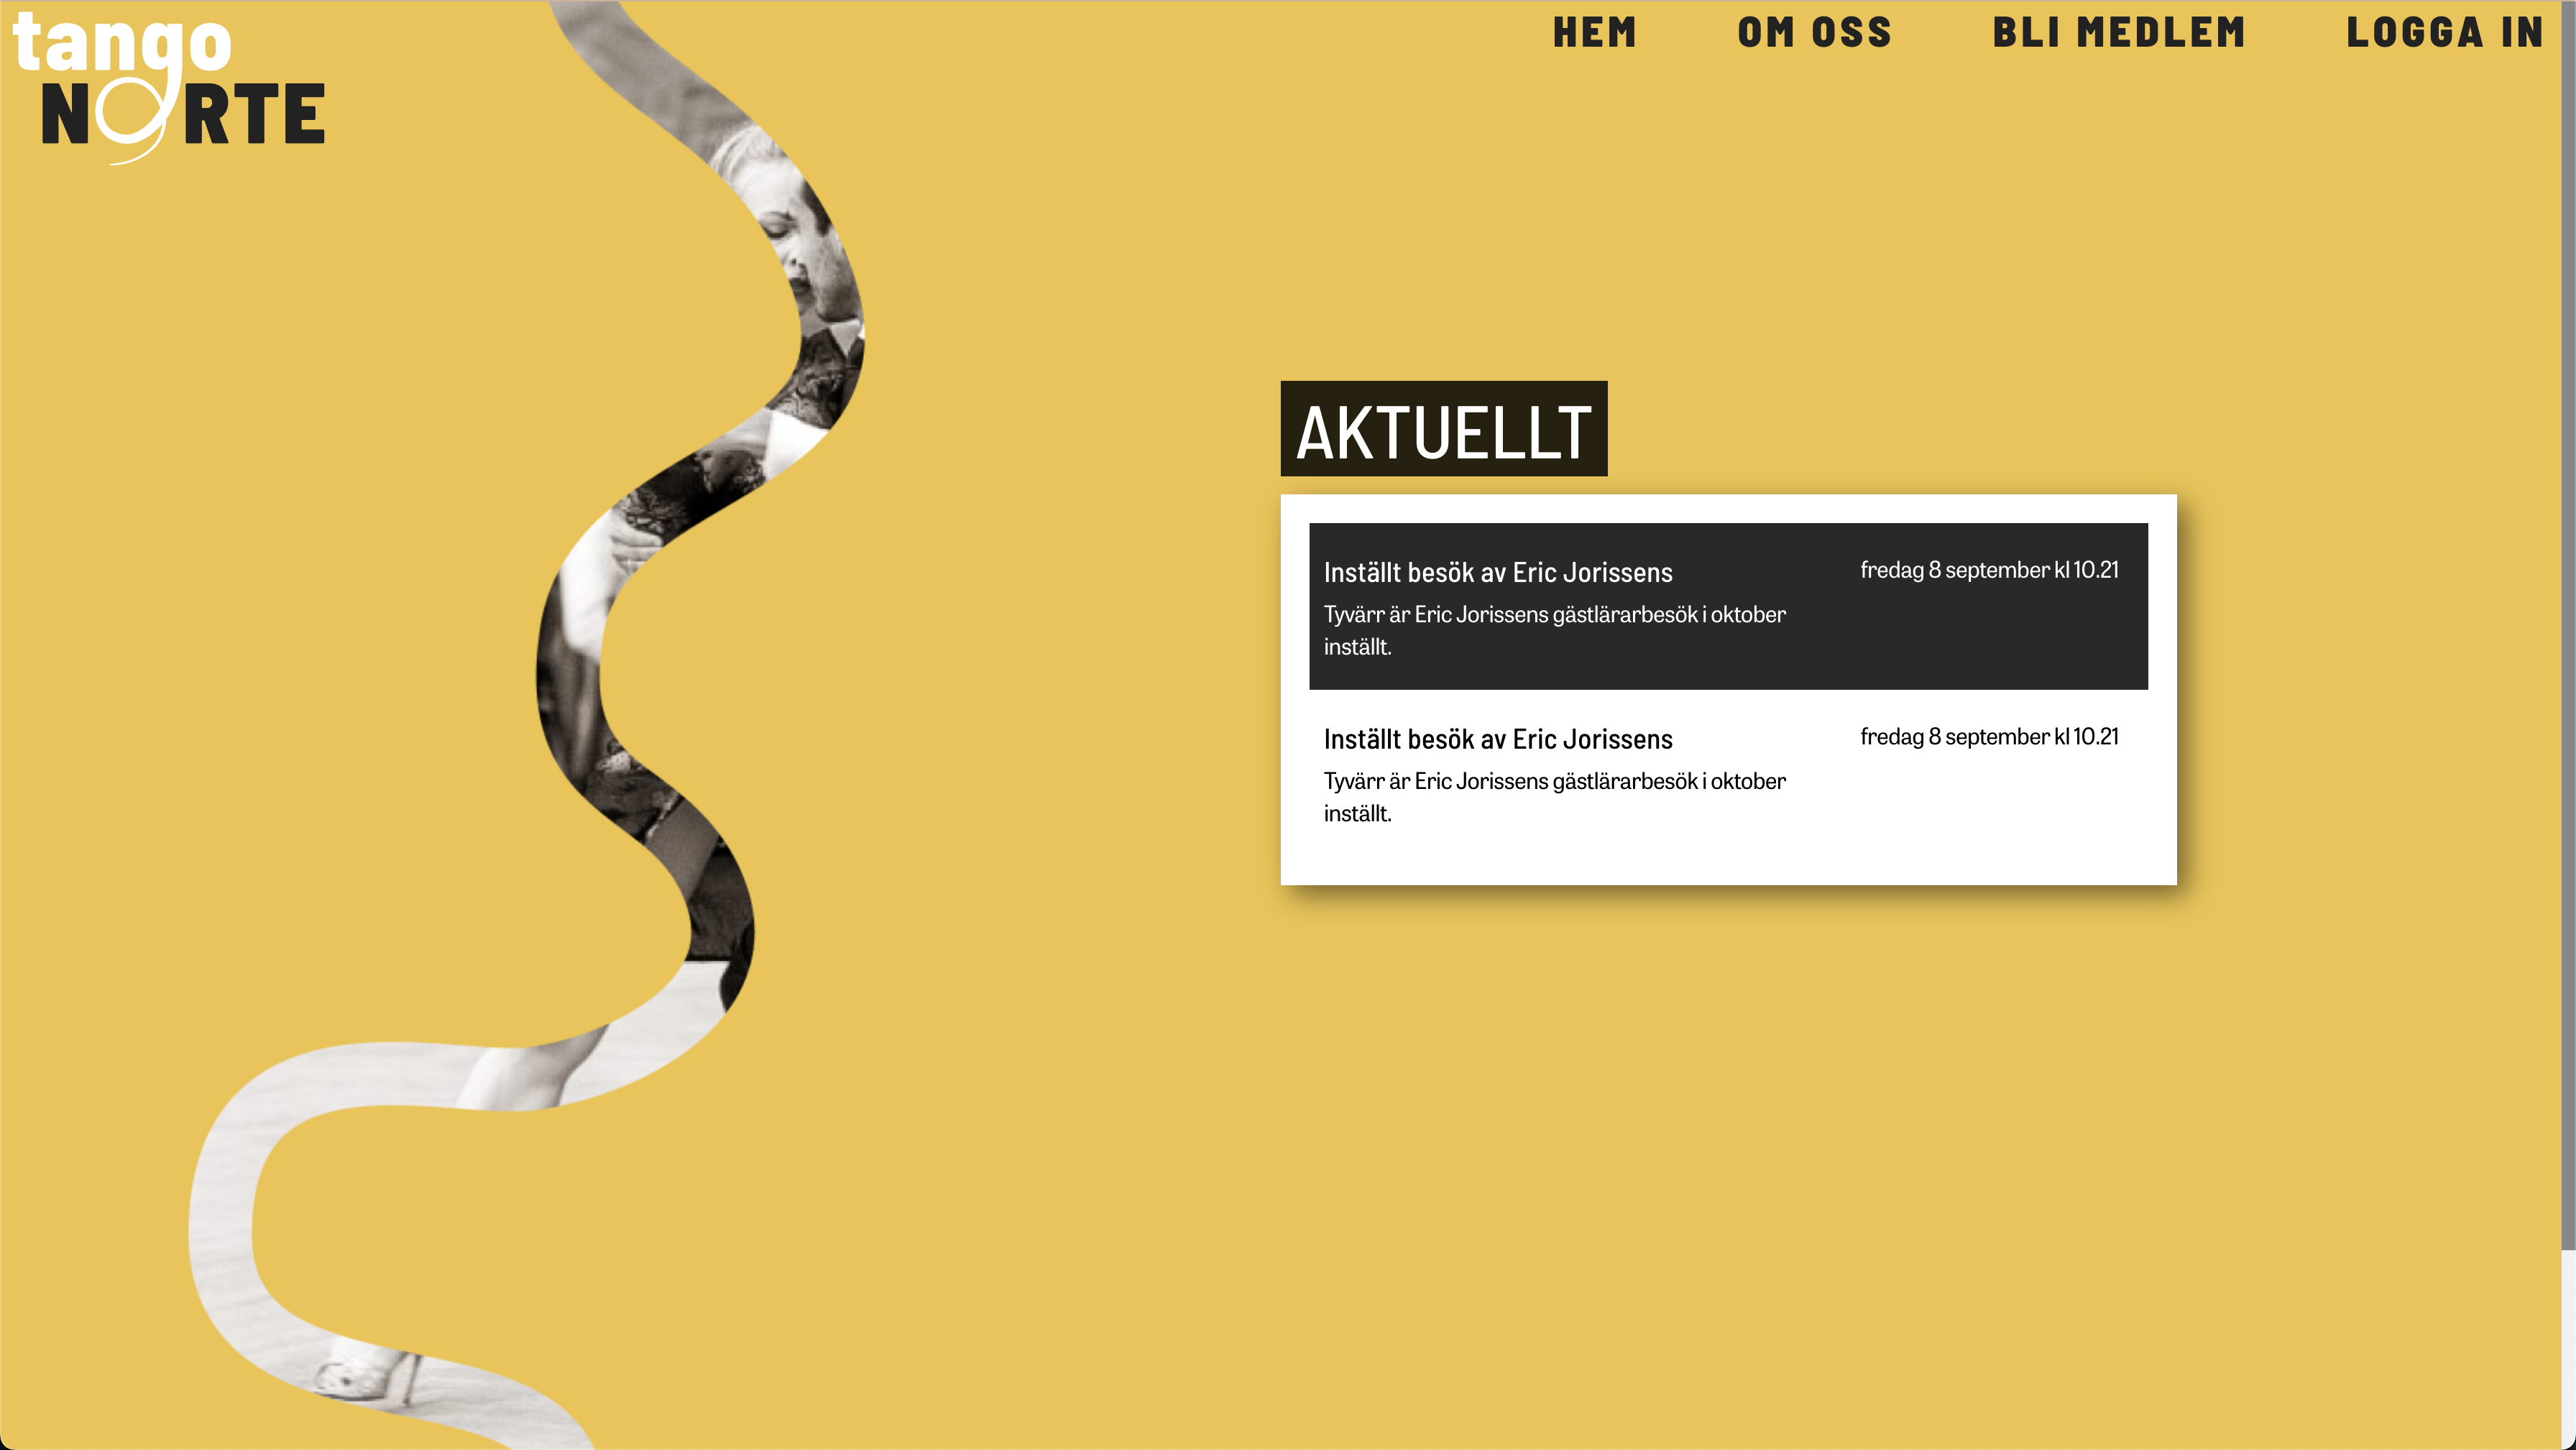 tango
NORTE
HEM
OM OSS
BLI MEDLEM
LOGGA IN
AKTUELLT
Inställt besök av Eric Jorissens
fredag 8 september kl 10.21
Tyvärr är Eric Jorissens gästlärarbesök i oktober
inställt.
Inställt besök av Eric Jorissens
fredag 8 september kl 10.21
Tyvärr är Eric Jorissens gästlärarbesök i oktober
inställt.